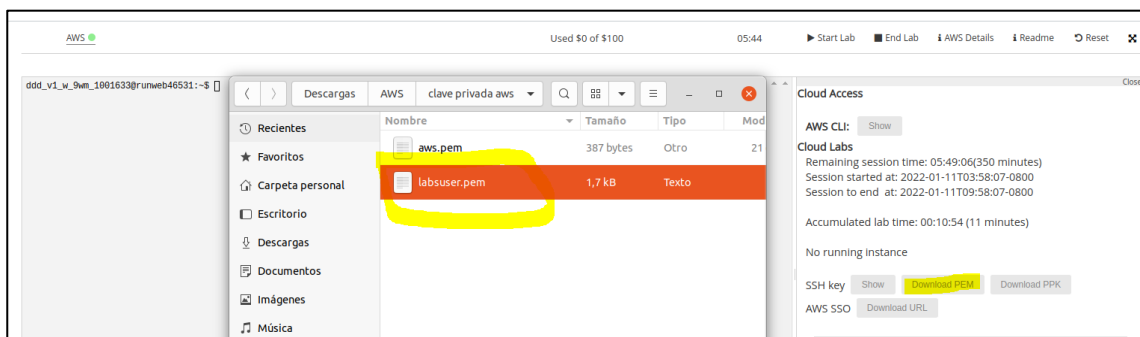 AWS Used $0 of $100 05:44 Start Lab End Lab AWS Details Readme Reset
ddd_v1_w_9wm_1001633@runweb46531:~$
Descargas AWS clave privada aws
Recientes
Favoritos
Carpeta personal
Escritorio
Descargas
Documentos
Imágenes
Música
Nombre Tamaño Tipo Mod
aws.pem 387 bytes Otro 21
labsuser.pem 1,7 kB Texto
Close
Cloud Access
AWS CLI: Show
Cloud Labs
Remaining session time: 05:49:06(350 minutes)
Session started at: 2022-01-11T03:58:07-0800
Session to end at: 2022-01-11T09:58:07-0800
Accumulated lab time: 00:10:54 (11 minutes)
No running instance
SSH key Show Download PEM Download PPK
AWS SSO Download URL